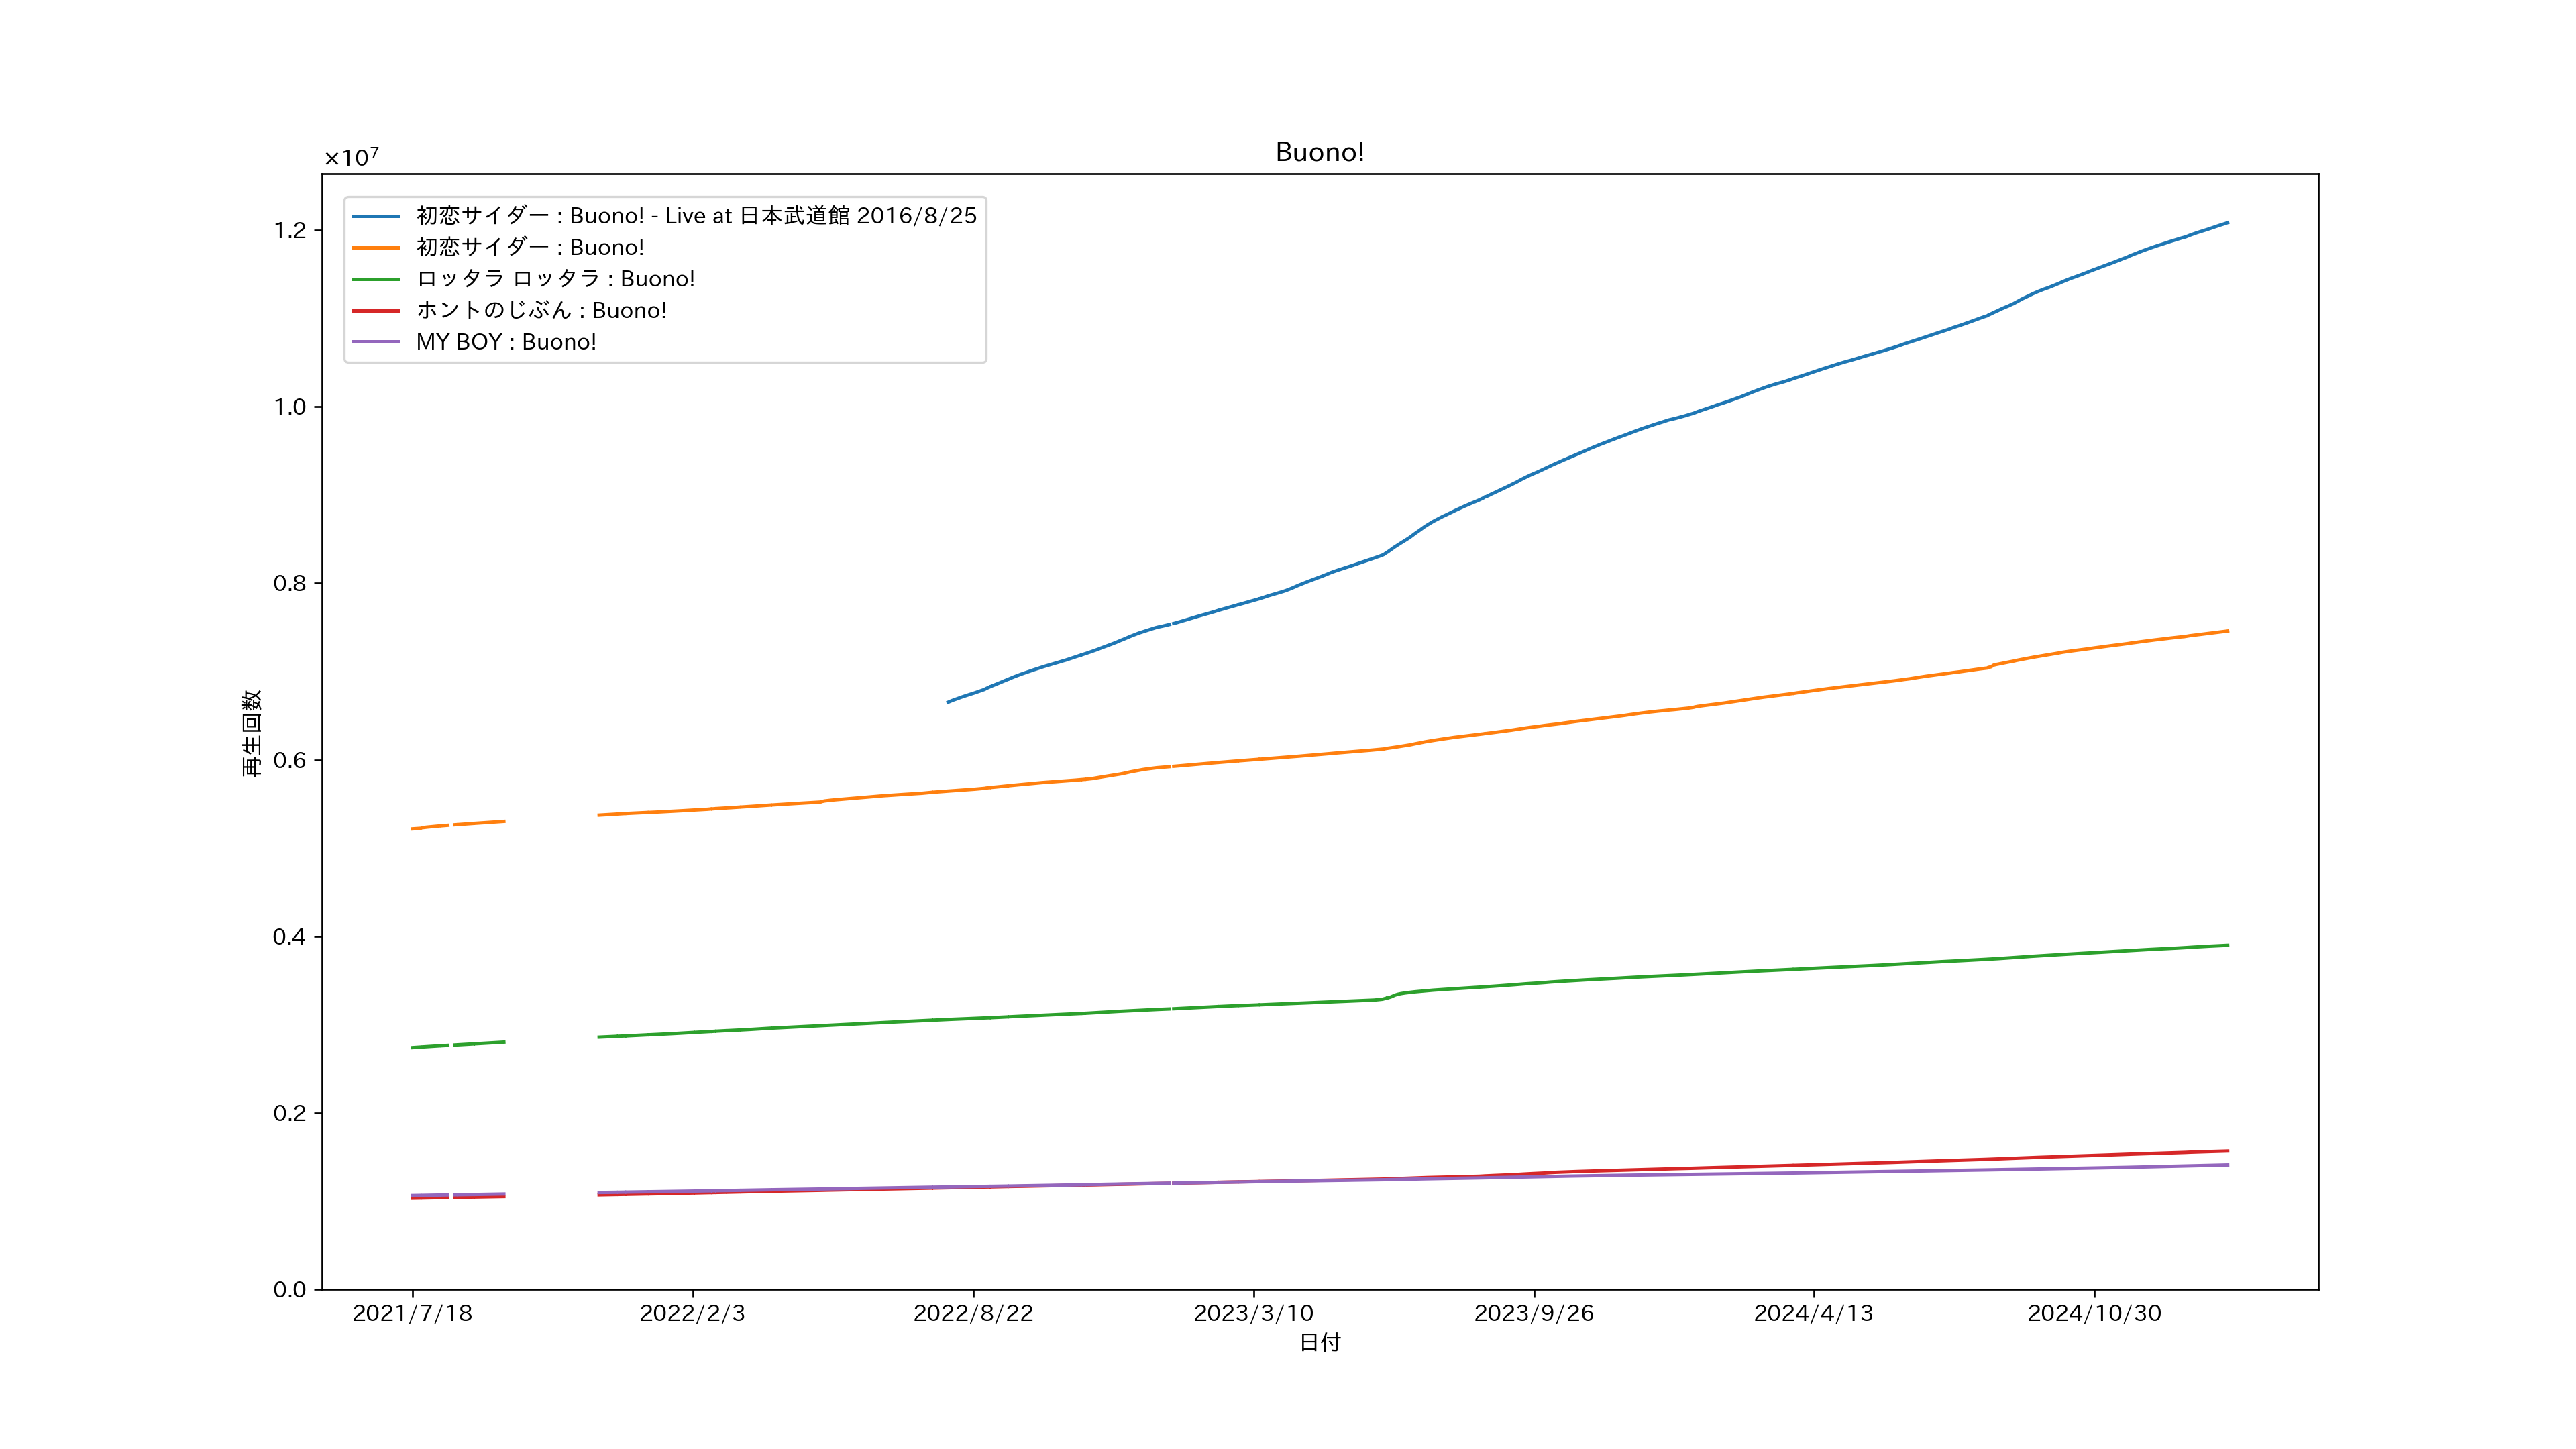 Buono!
×10⁷
初恋サイダー : Buono! - Live at 日本武道館 2016/8/25
初恋サイダー : Buono!
ロッタラ ロッタラ : Buono!
ホントのじぶん : Buono!
MY BOY : Buono!
1.2
1.0
0.8
0.6
0.4
0.2
0.0
再生回数
2021/7/18 2022/2/3 2022/8/22 2023/3/10 2023/9/26 2024/4/13 2024/10/30
日付